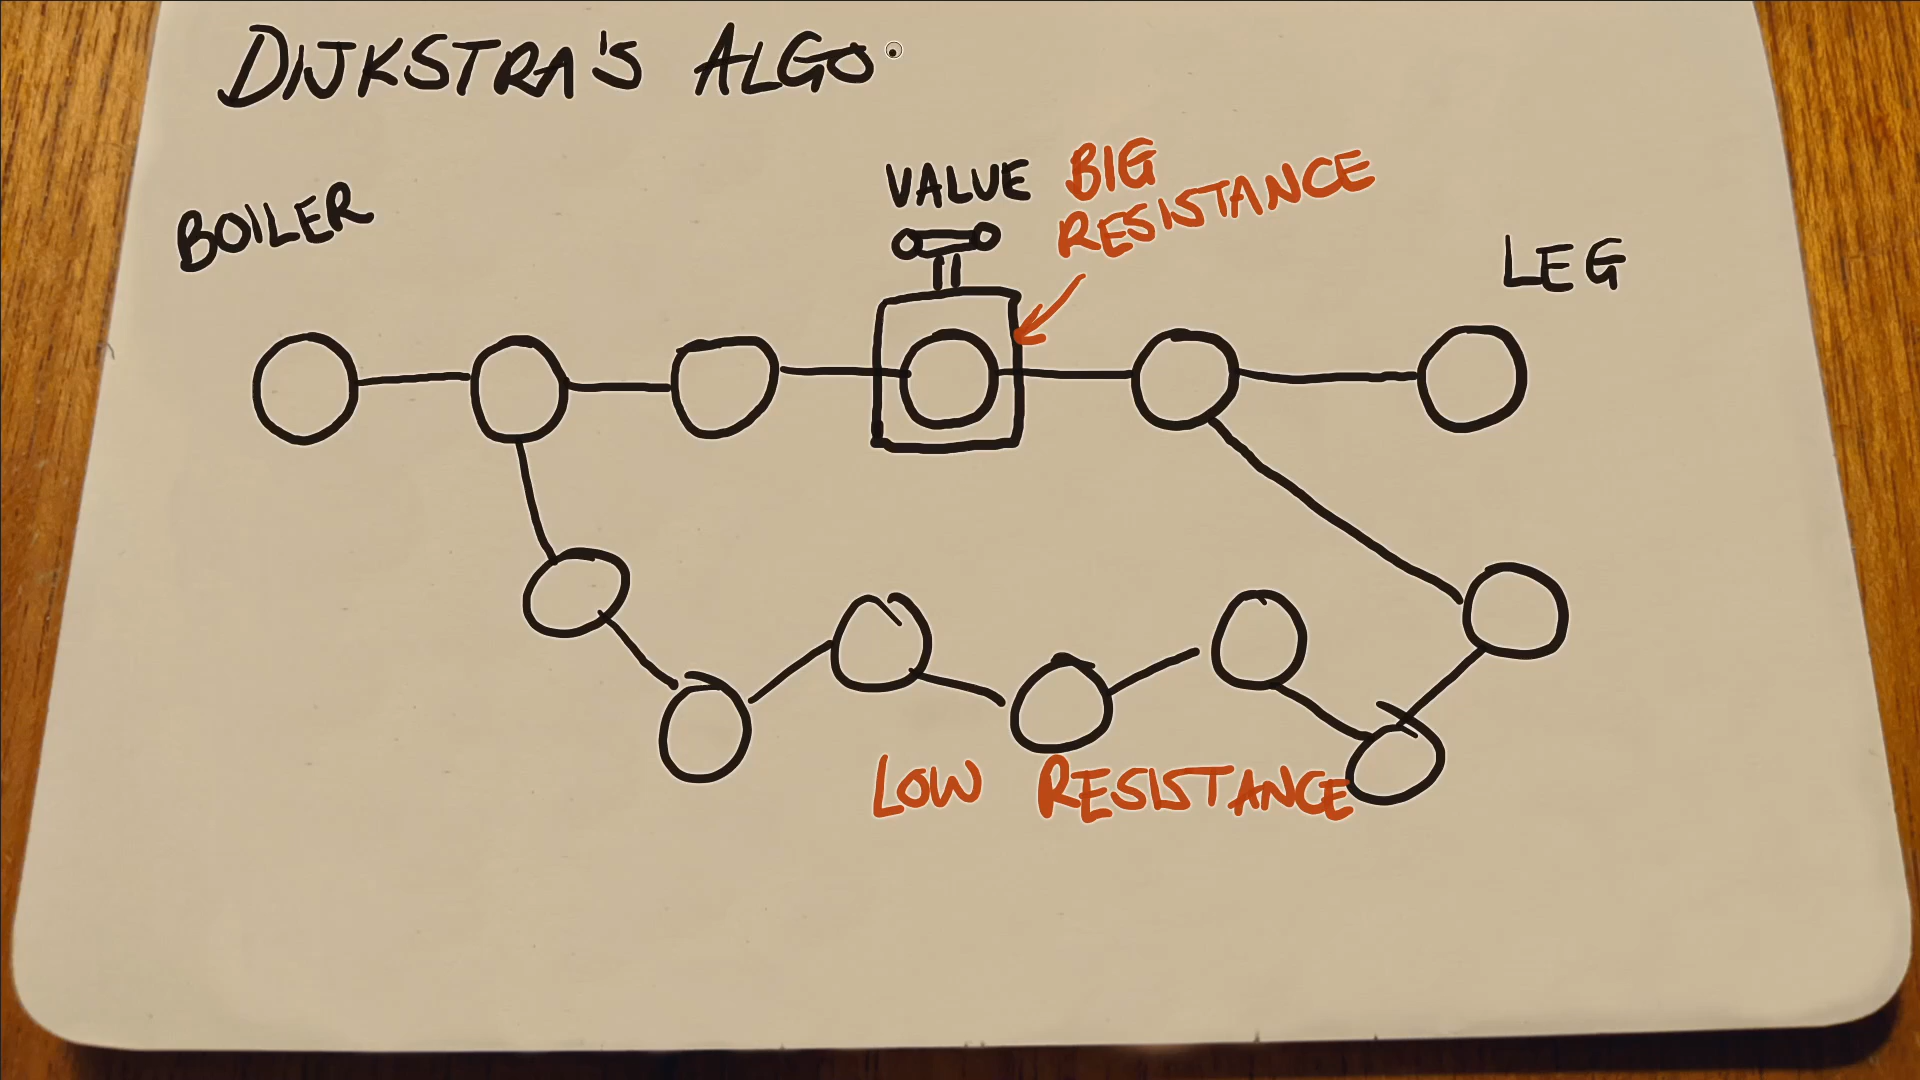 DIJKSTRA'S ALGO
BOILER
VALUE
BIG
RESISTANCE
LEG
LOW RESISTANCE